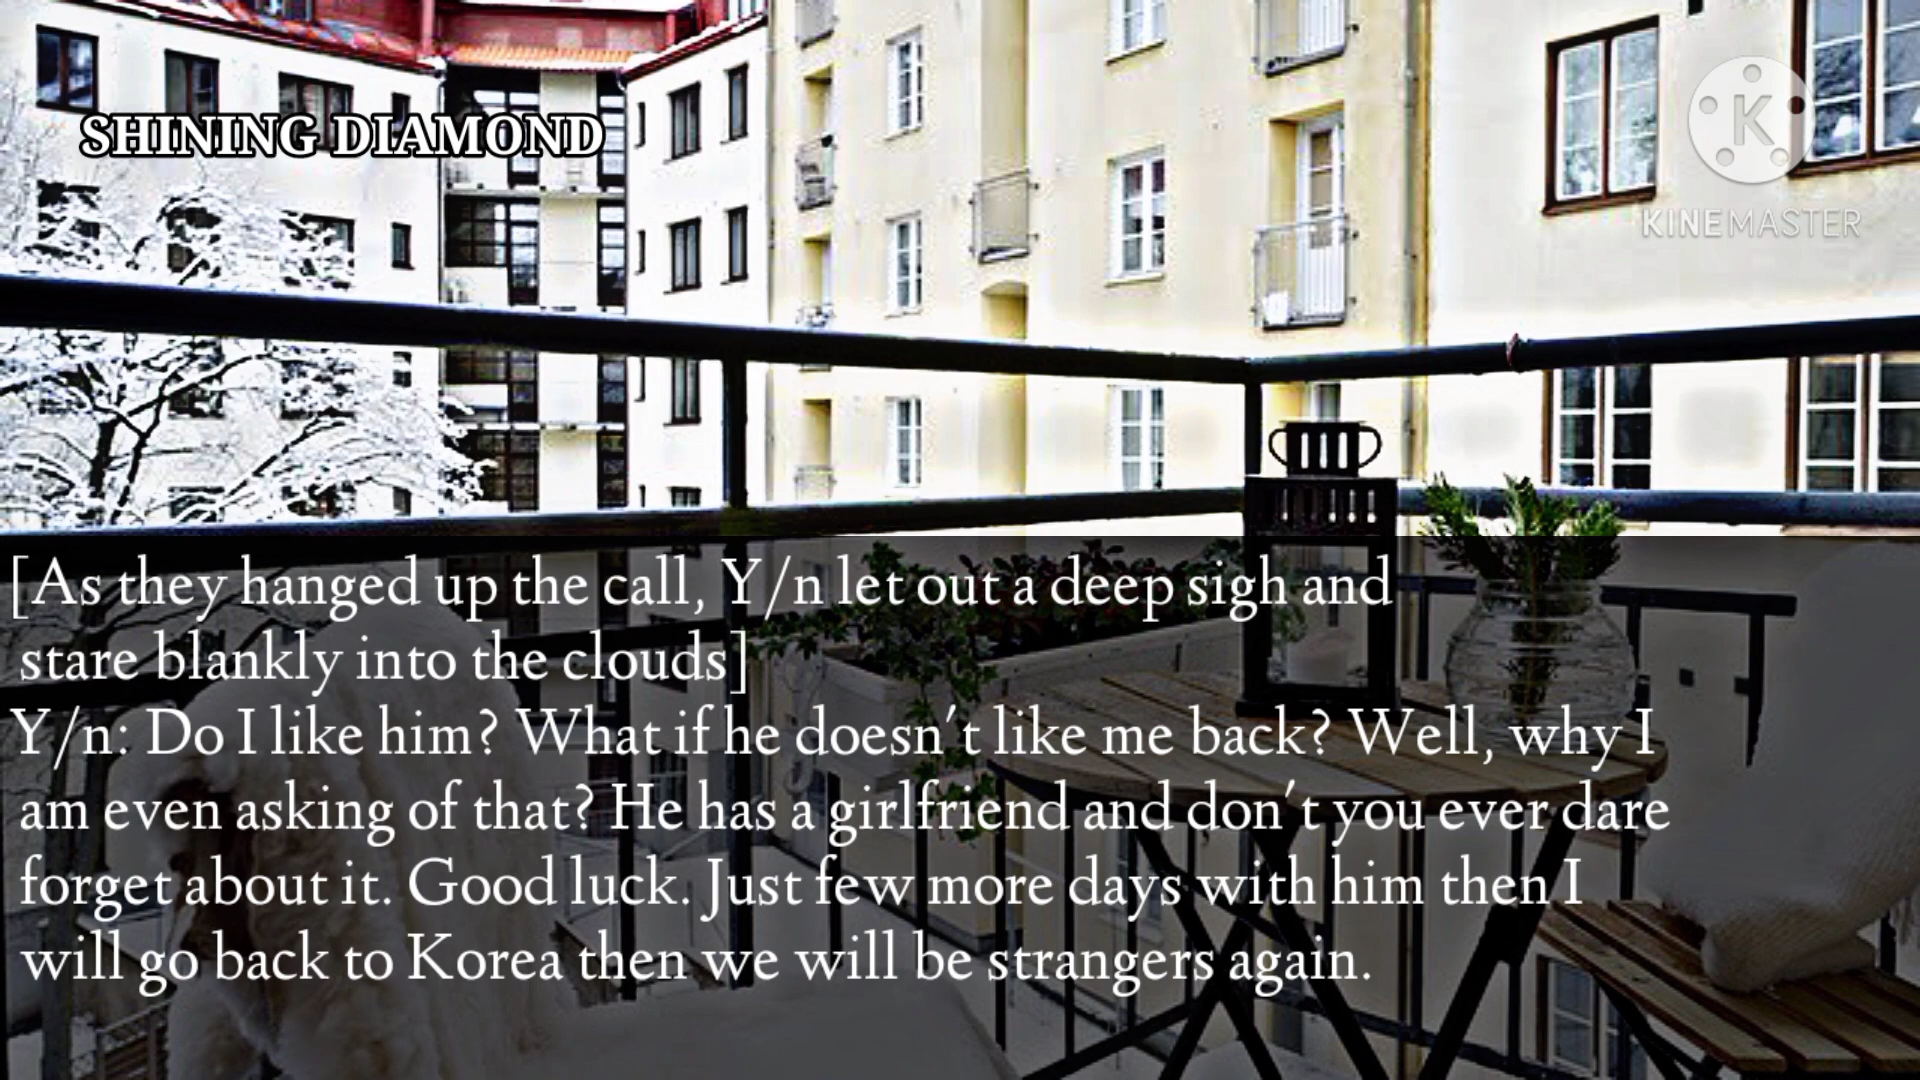 SHINING DIAMOND
K
KINEMASTER
[As they hanged up the call, Y/n let out a deep sigh and
stare blankly into the clouds]
Y/n: Do I like him? What if he doesn't like me back? Well, why I
am even asking of that? He has a girlfriend and don't you ever dare
forget about it. Good luck. Just few more days with him then I
will go back to Korea then we will be strangers again.